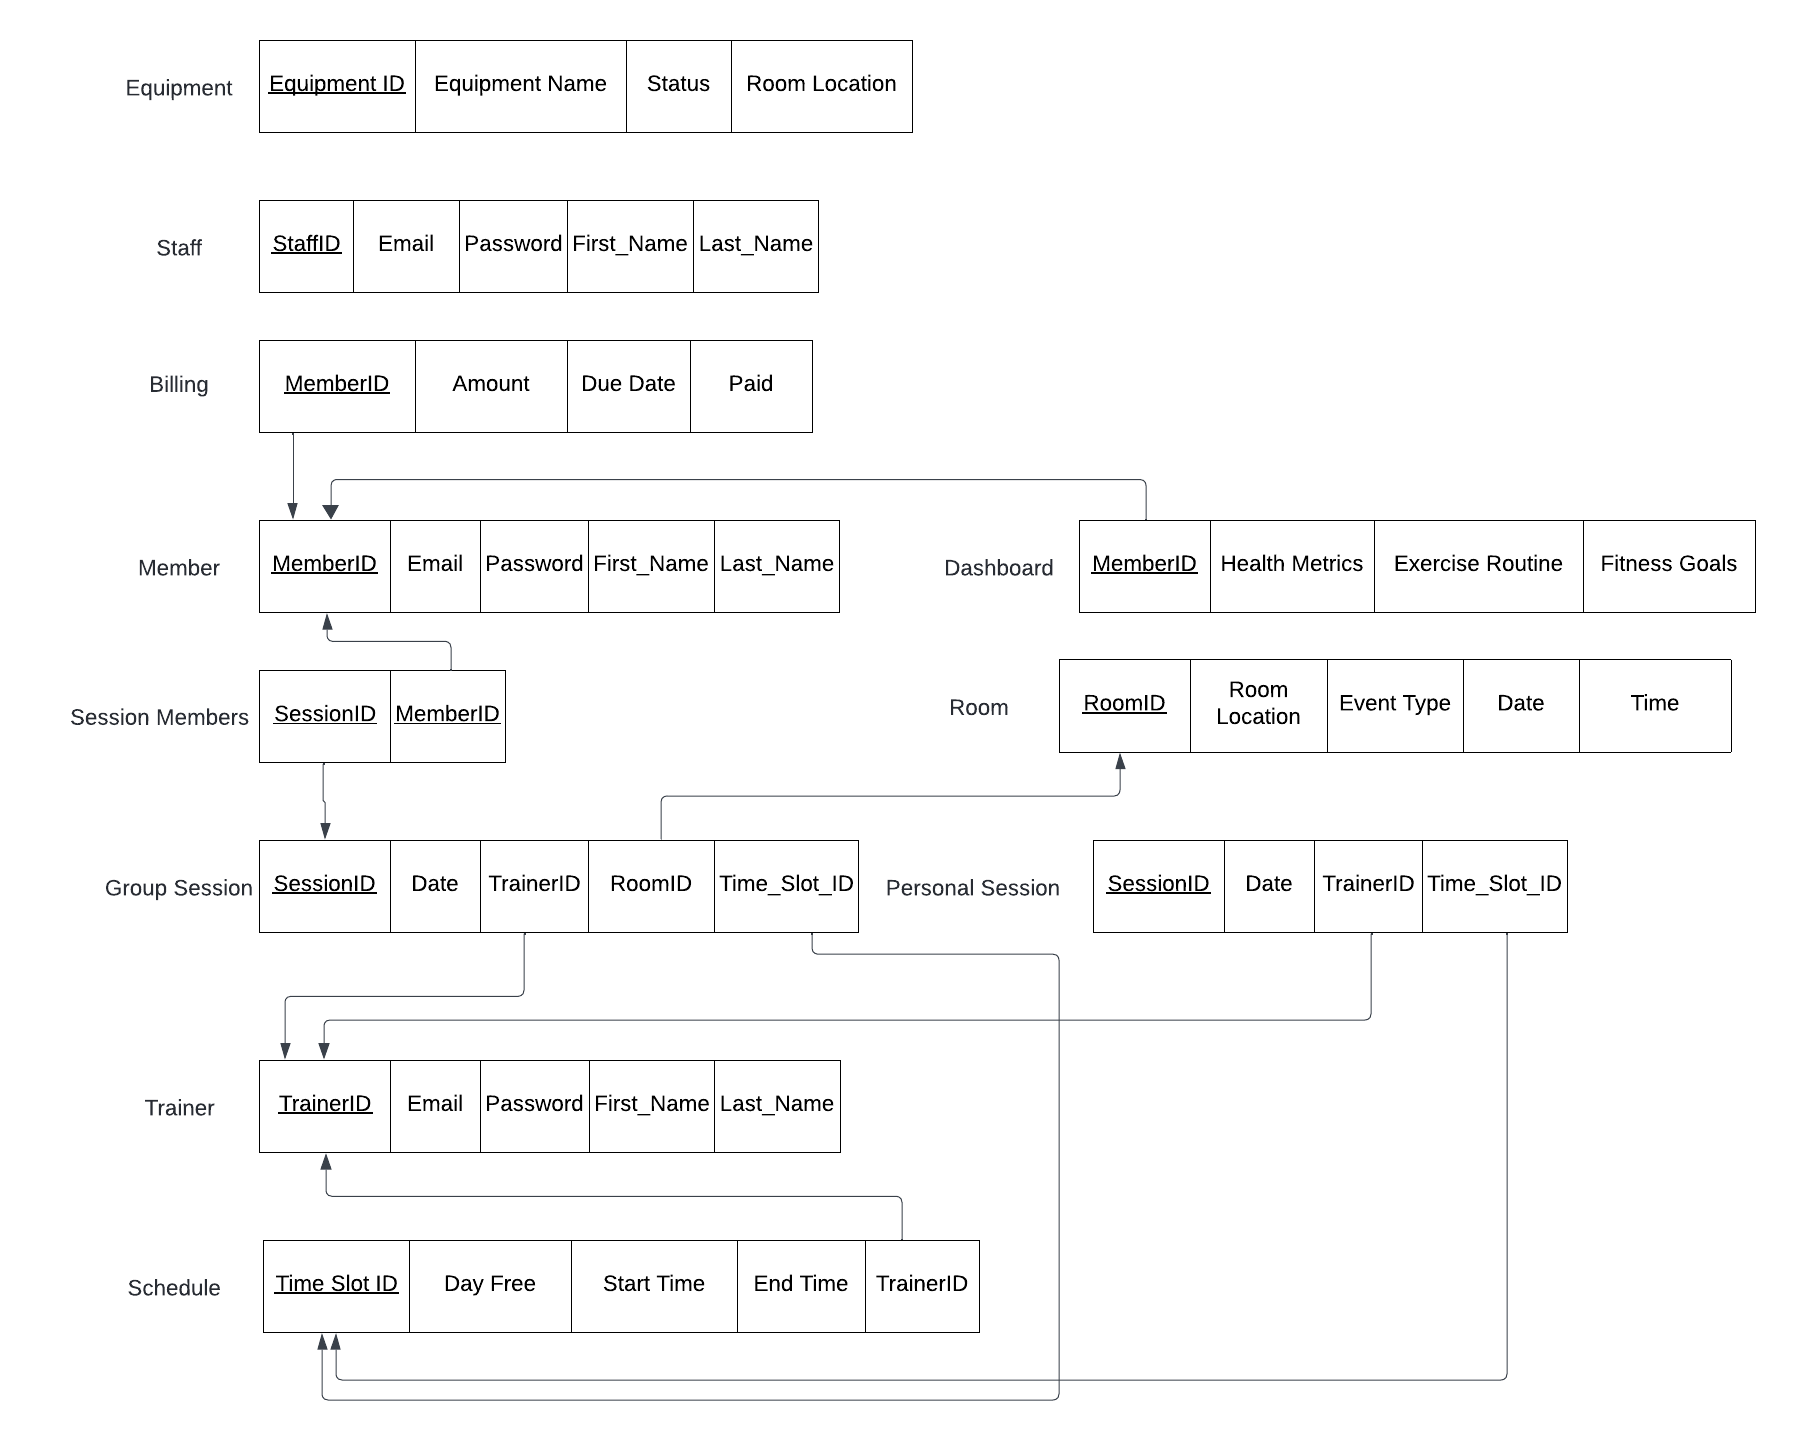 Equipment
Equipment ID
Equipment Name
Status
Room Location
Staff
StaffID
Email
Password
First_Name
Last_Name
Billing
MemberID
Amount
Due Date
Paid
Member
MemberID
Email
Password
First_Name
Last_Name
Dashboard
MemberID
Health Metrics
Exercise Routine
Fitness Goals
Session Members
SessionID
MemberID
Room
RoomID
Room
Location
Event Type
Date
Time
Group Session
SessionID
Date
TrainerID
RoomID
Time_Slot_ID
Personal Session
SessionID
Date
TrainerID
Time_Slot_ID
Trainer
TrainerID
Email
Password
First_Name
Last_Name
Schedule
Time Slot ID
Day Free
Start Time
End Time
TrainerID